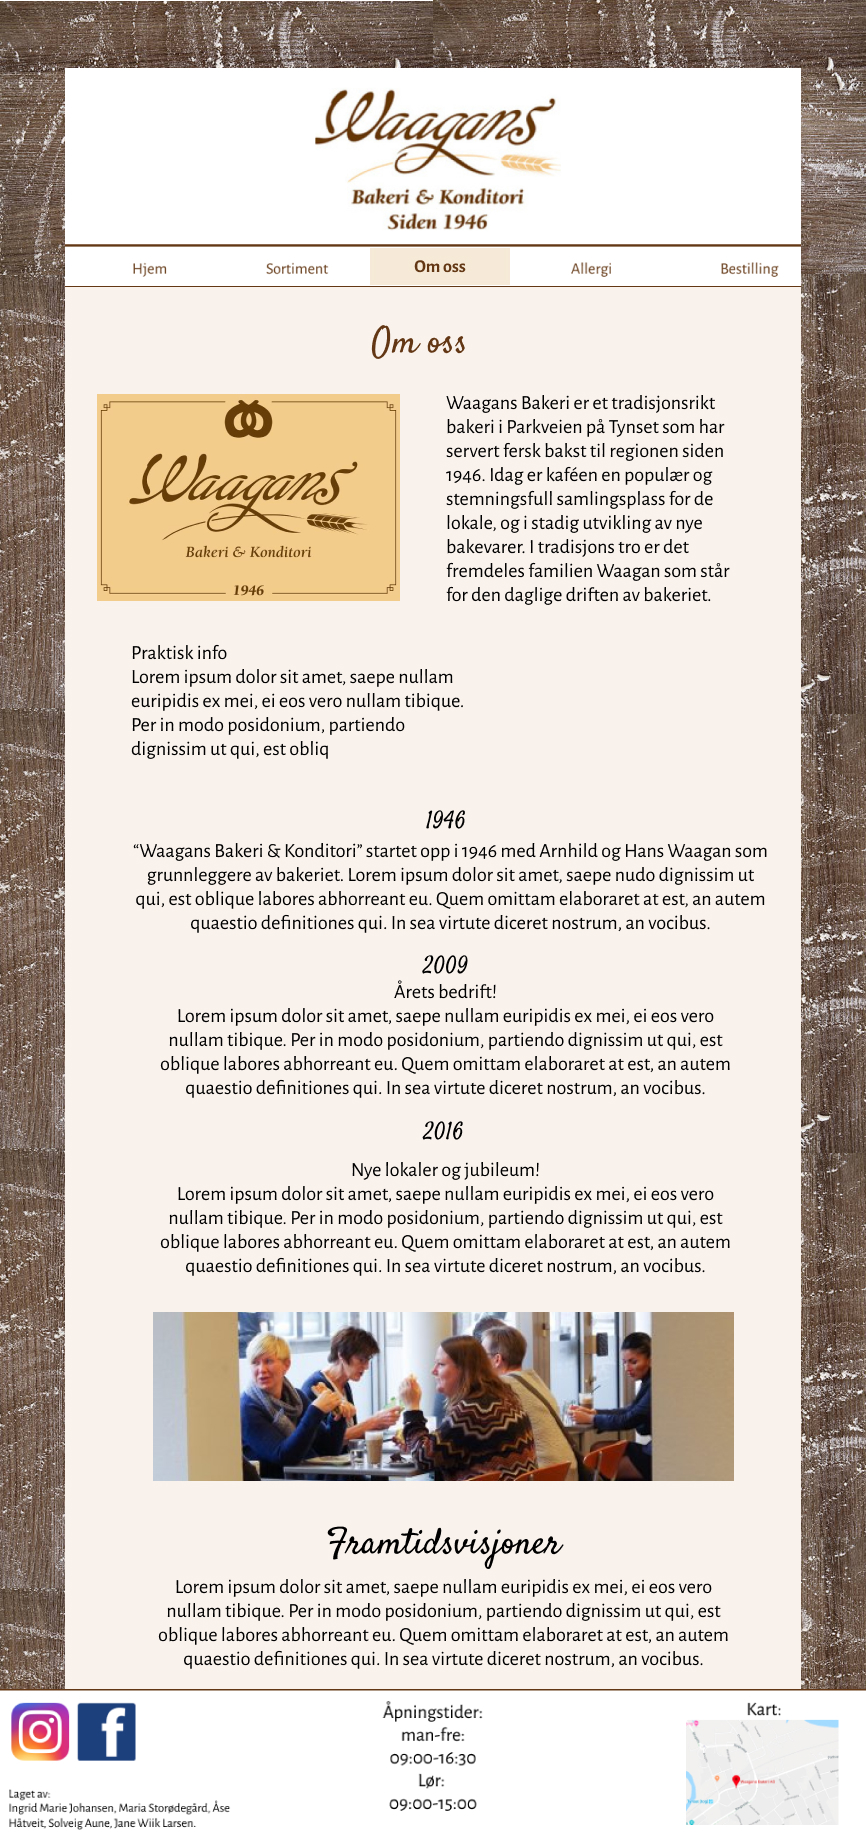 Waagans
Bakeri & Konditori
Siden 1946
Hjem Sortiment Om oss Allergi Bestilling
Om oss
Waagans
Bakeri & Konditori
1946
Waagans Bakeri er et tradisjonsrikt
bakeri i Parkveien på Tynset som har
servert fersk bakst til regionen siden
1946. Idag er kaféen en populær og
stemningsfull samlingsplass for de
lokale, og i stadig utvikling av nye
bakevarer. I tradisjons tro er det
fremdeles familien Waagan som står
for den daglige driften av bakeriet.
Praktisk info
Lorem ipsum dolor sit amet, saepe nullam
euripidis ex mei, ei eos vero nullam tibique.
Per in modo posidonium, partiendo
dignissim ut qui, est obliq
1946
“Waagans Bakeri & Konditori” startet opp i 1946 med Arnhild og Hans Waagan som
grunnleggere av bakeriet. Lorem ipsum dolor sit amet, saepe nudo dignissim ut
qui, est oblique labores abhorreant eu. Quem omittam elaboraret at est, an autem
quaestio definitiones qui. In sea virtute diceret nostrum, an vocibus.
2009
Årets bedrift!
Lorem ipsum dolor sit amet, saepe nullam euripidis ex mei, ei eos vero
nullam tibique. Per in modo posidonium, partiendo dignissim ut qui, est
oblique labores abhorreant eu. Quem omittam elaboraret at est, an autem
quaestio definitiones qui. In sea virtute diceret nostrum, an vocibus.
2016
Nye lokaler og jubileum!
Lorem ipsum dolor sit amet, saepe nullam euripidis ex mei, ei eos vero
nullam tibique. Per in modo posidonium, partiendo dignissim ut qui, est
oblique labores abhorreant eu. Quem omittam elaboraret at est, an autem
quaestio definitiones qui. In sea virtute diceret nostrum, an vocibus.
Framtidsvisjoner
Lorem ipsum dolor sit amet, saepe nullam euripidis ex mei, ei eos vero
nullam tibique. Per in modo posidonium, partiendo dignissim ut qui, est
oblique labores abhorreant eu. Quem omittam elaboraret at est, an autem
quaestio definitiones qui. In sea virtute diceret nostrum, an vocibus.
Laget av:
Ingrid Marie Johansen, Maria Storødegård, Åse
Håtveit, Solveig Aune, Jane Wiik Larsen.
Åpningstider:
man-fre:
09:00-16:30
Lør:
09:00-15:00
Kart:
Waagans Bakeri AS